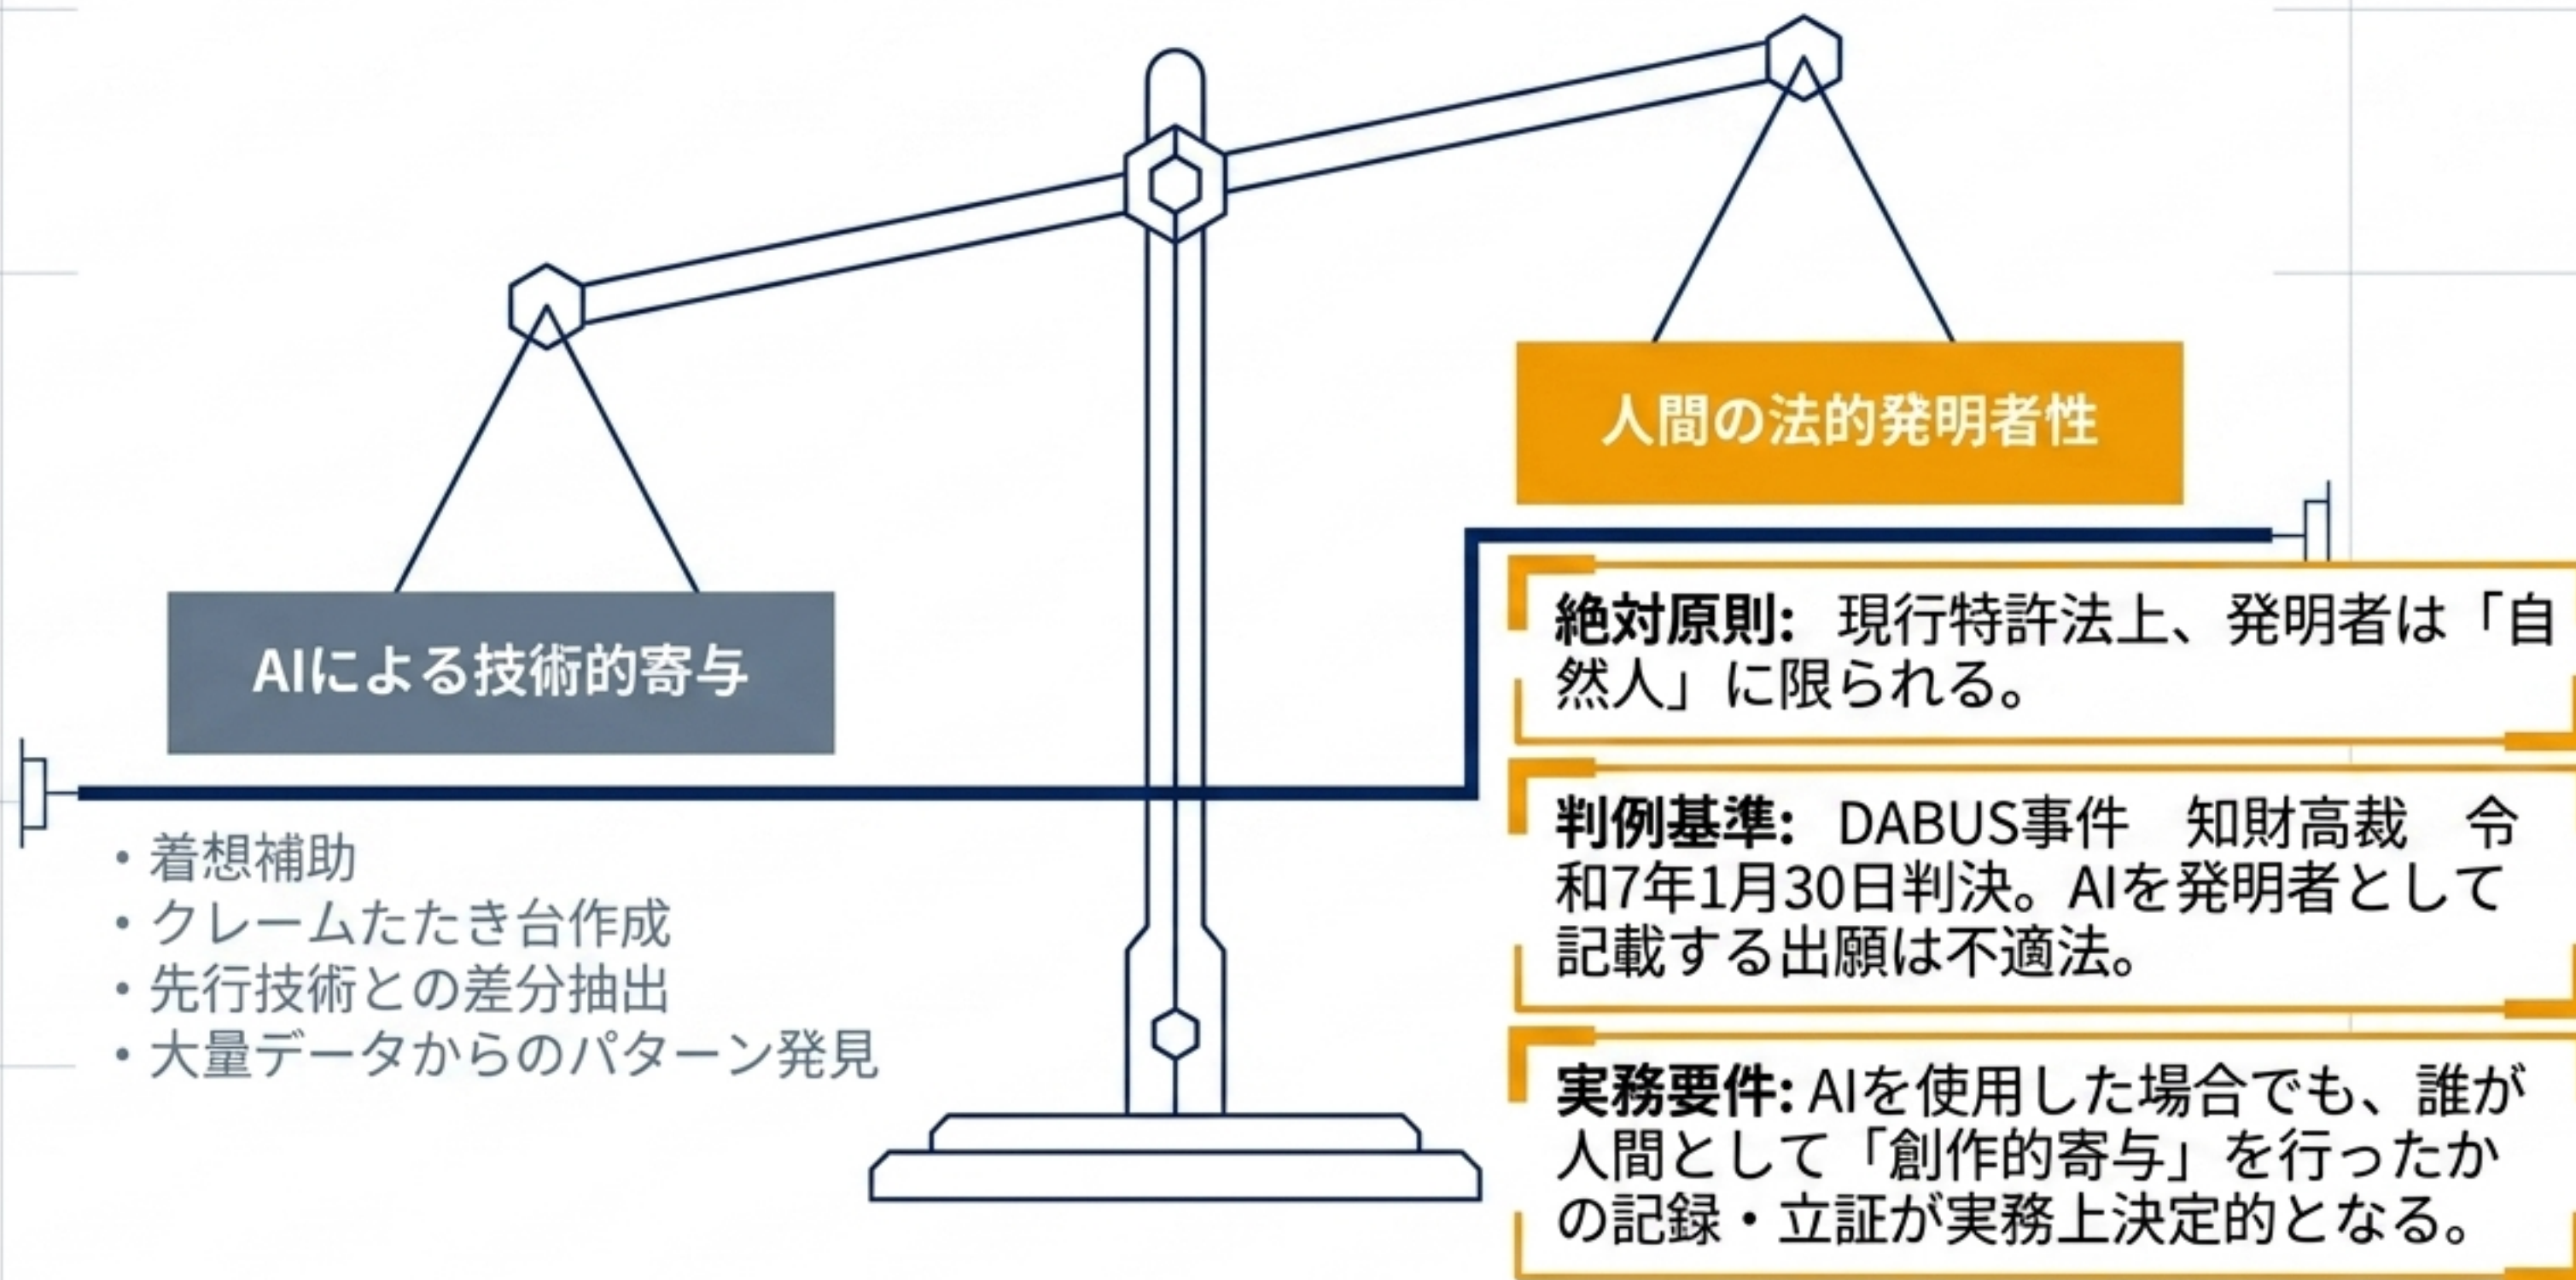 人間の法的発明者性
AIによる技術的寄与
・着想補助
・クレームたたき台作成
・先行技術との差分抽出
・大量データからのパターン発見
絶対原則: 現行特許法上、発明者は「自
然人」に限られる。
判例基準: DABUS事件　知財高裁　令
和7年1月30日判決。AIを発明者として
記載する出願は不適法。
実務要件: AIを使用した場合でも、誰が
人間として「創作的寄与」を行ったか
の記録・立証が実務上決定的となる。